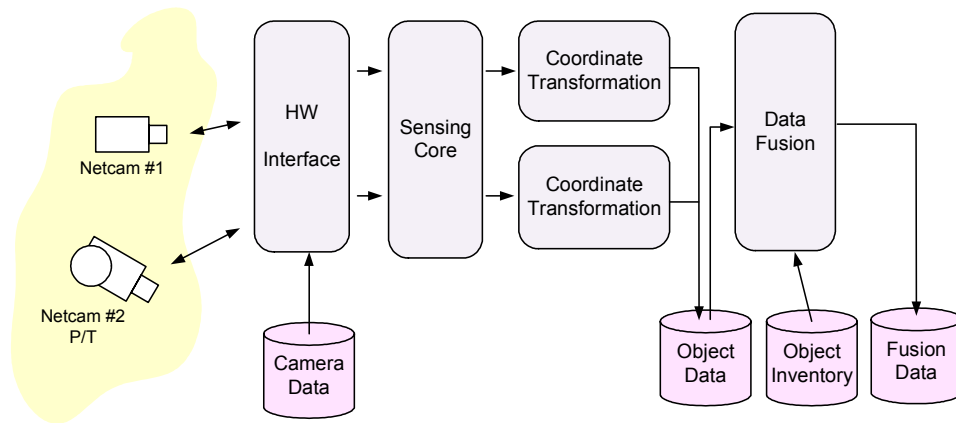 Netcam #1
Netcam #2
P/T
HW
Interface
Camera
Data
Sensing
Core
Coordinate
Transformation
Coordinate
Transformation
Data
Fusion
Object
Data
Object
Inventory
Fusion
Data